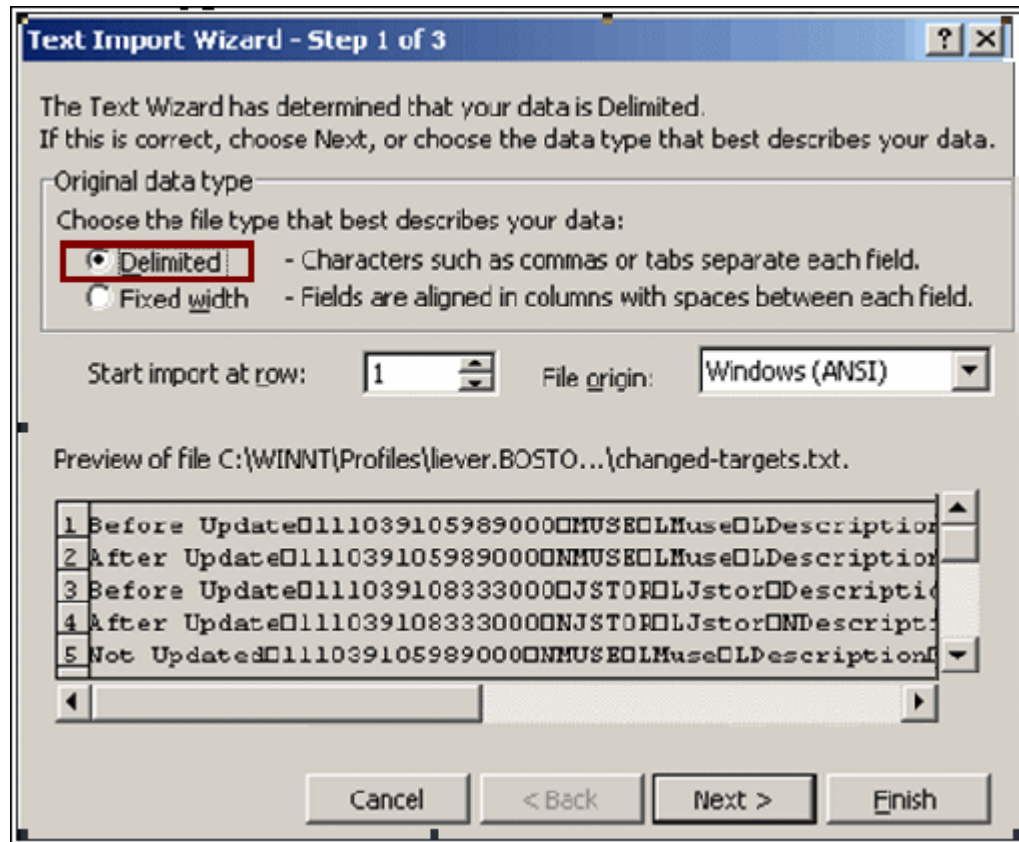 Text Import Wizard - Step 1 of 3
The Text Wizard has determined that your data is Delimited.
If this is correct, choose Next, or choose the data type that best describes your data.
Original data type
Choose the file type that best describes your data:
Delimited - Characters such as commas or tabs separate each field.
Fixed width - Fields are aligned in columns with spaces between each field.
Start import at row: 1 File origin: Windows (ANSI)
Preview of file C:\WINNT\Profiles\liever.BOSTO...\changed-targets.txt.
1 Before Update□111039105989000□MUSE□LMuse□LDescription
2 After Update□111039105989000□NMUSE□LMuse□LDescription
3 Before Update□111039108333000□JSTOR□LJstor□Descriptio
4 After Update□111039108333000□NJSTOR□LJstor□NDescript
5 Not Updated□111039105989000□NMUSE□LMuse□LDescription□
Cancel < Back Next > Finish